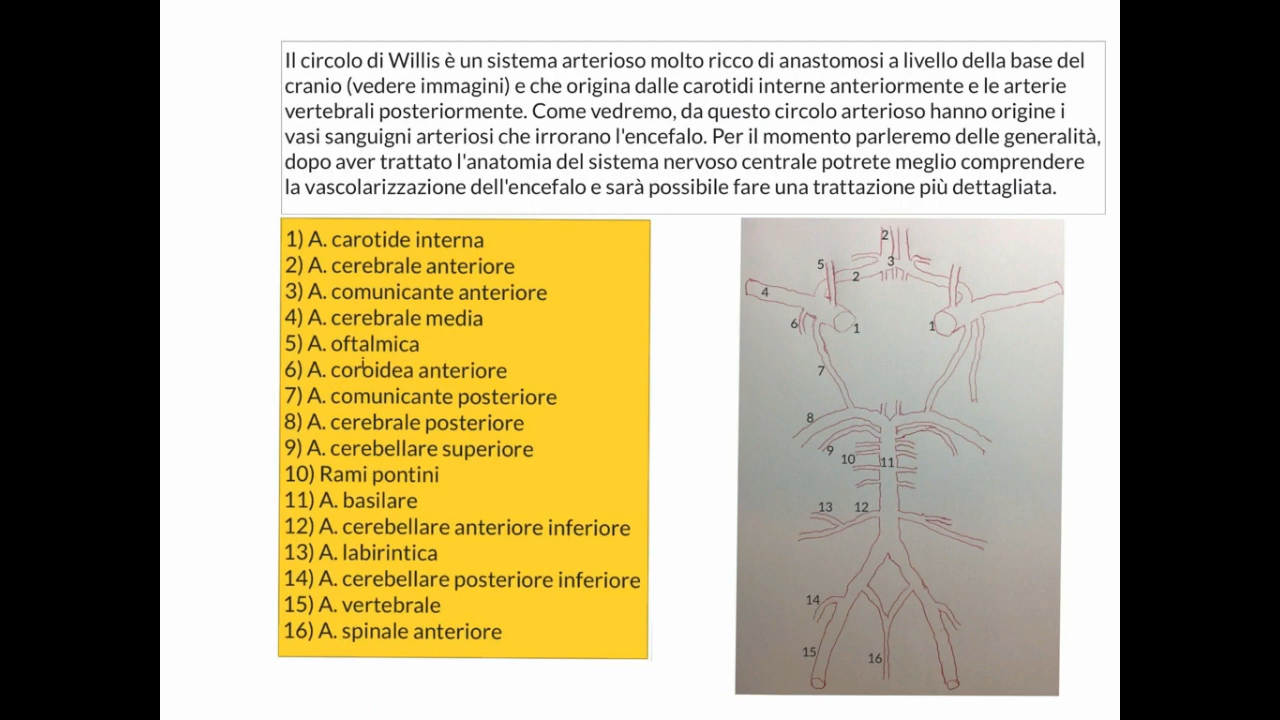 Il circolo di Willis è un sistema arterioso molto ricco di anastomosi a livello della base del
cranio (vedere immagini) e che origina dalle carotidi interne anteriormente e le arterie
vertebrali posteriormente. Come vedremo, da questo circolo arterioso hanno origine i
vasi sanguigni arteriosi che irrorano l'encefalo. Per il momento parleremo delle generalità,
dopo aver trattato l'anatomia del sistema nervoso centrale potrete meglio comprendere
la vascolarizzazione dell'encefalo e sarà possibile fare una trattazione più dettagliata.
1) A. carotide interna
2) A. cerebrale anteriore
3) A. comunicante anteriore
4) A. cerebrale media
5) A. oftalmica
6) A. coroidea anteriore
7) A. comunicante posteriore
8) A. cerebrale posteriore
9) A. cerebellare superiore
10) Rami pontini
11) A. basilare
12) A. cerebellare anteriore inferiore
13) A. labirintica
14) A. cerebellare posteriore inferiore
15) A. vertebrale
16) A. spinale anteriore
2
5 3
2
4
6 1 1
7
8
9
10 11
13 12
14
15 16